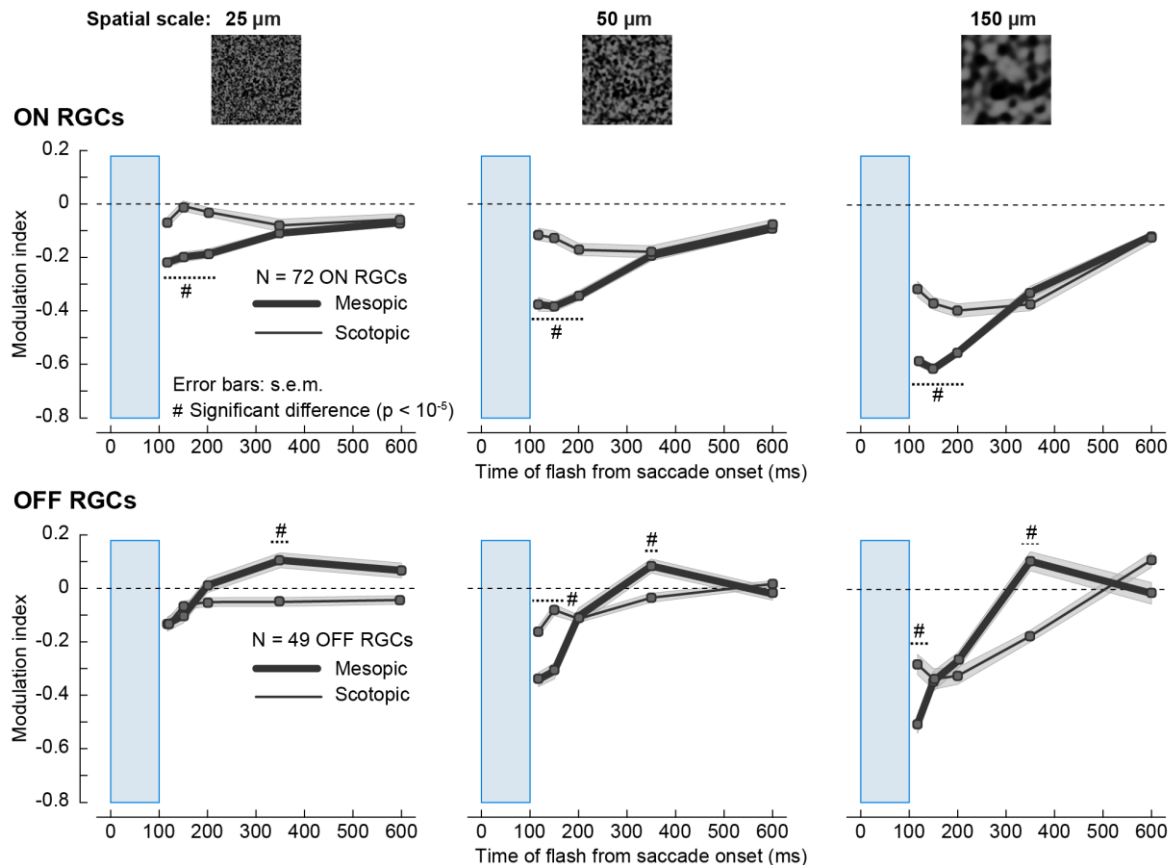 Spatial scale: 25 µm 50 µm 150 µm
ON RGCs
0.2
0
-0.2
-0.4
-0.6
-0.8
Modulation index
N = 72 ON RGCs
Mesopic
Scotopic
Error bars: s.e.m.
# Significant difference (p < 10⁻⁵)
#
#
#
0 100 200 300 400 500 600
0 100 200 300 400 500 600
0 100 200 300 400 500 600
Time of flash from saccade onset (ms)
OFF RGCs
0.2
0
-0.2
-0.4
-0.6
-0.8
Modulation index
#
N = 49 OFF RGCs
Mesopic
Scotopic
#
#
#
#
0 100 200 300 400 500 600
0 100 200 300 400 500 600
0 100 200 300 400 500 600
Time of flash from saccade onset (ms)